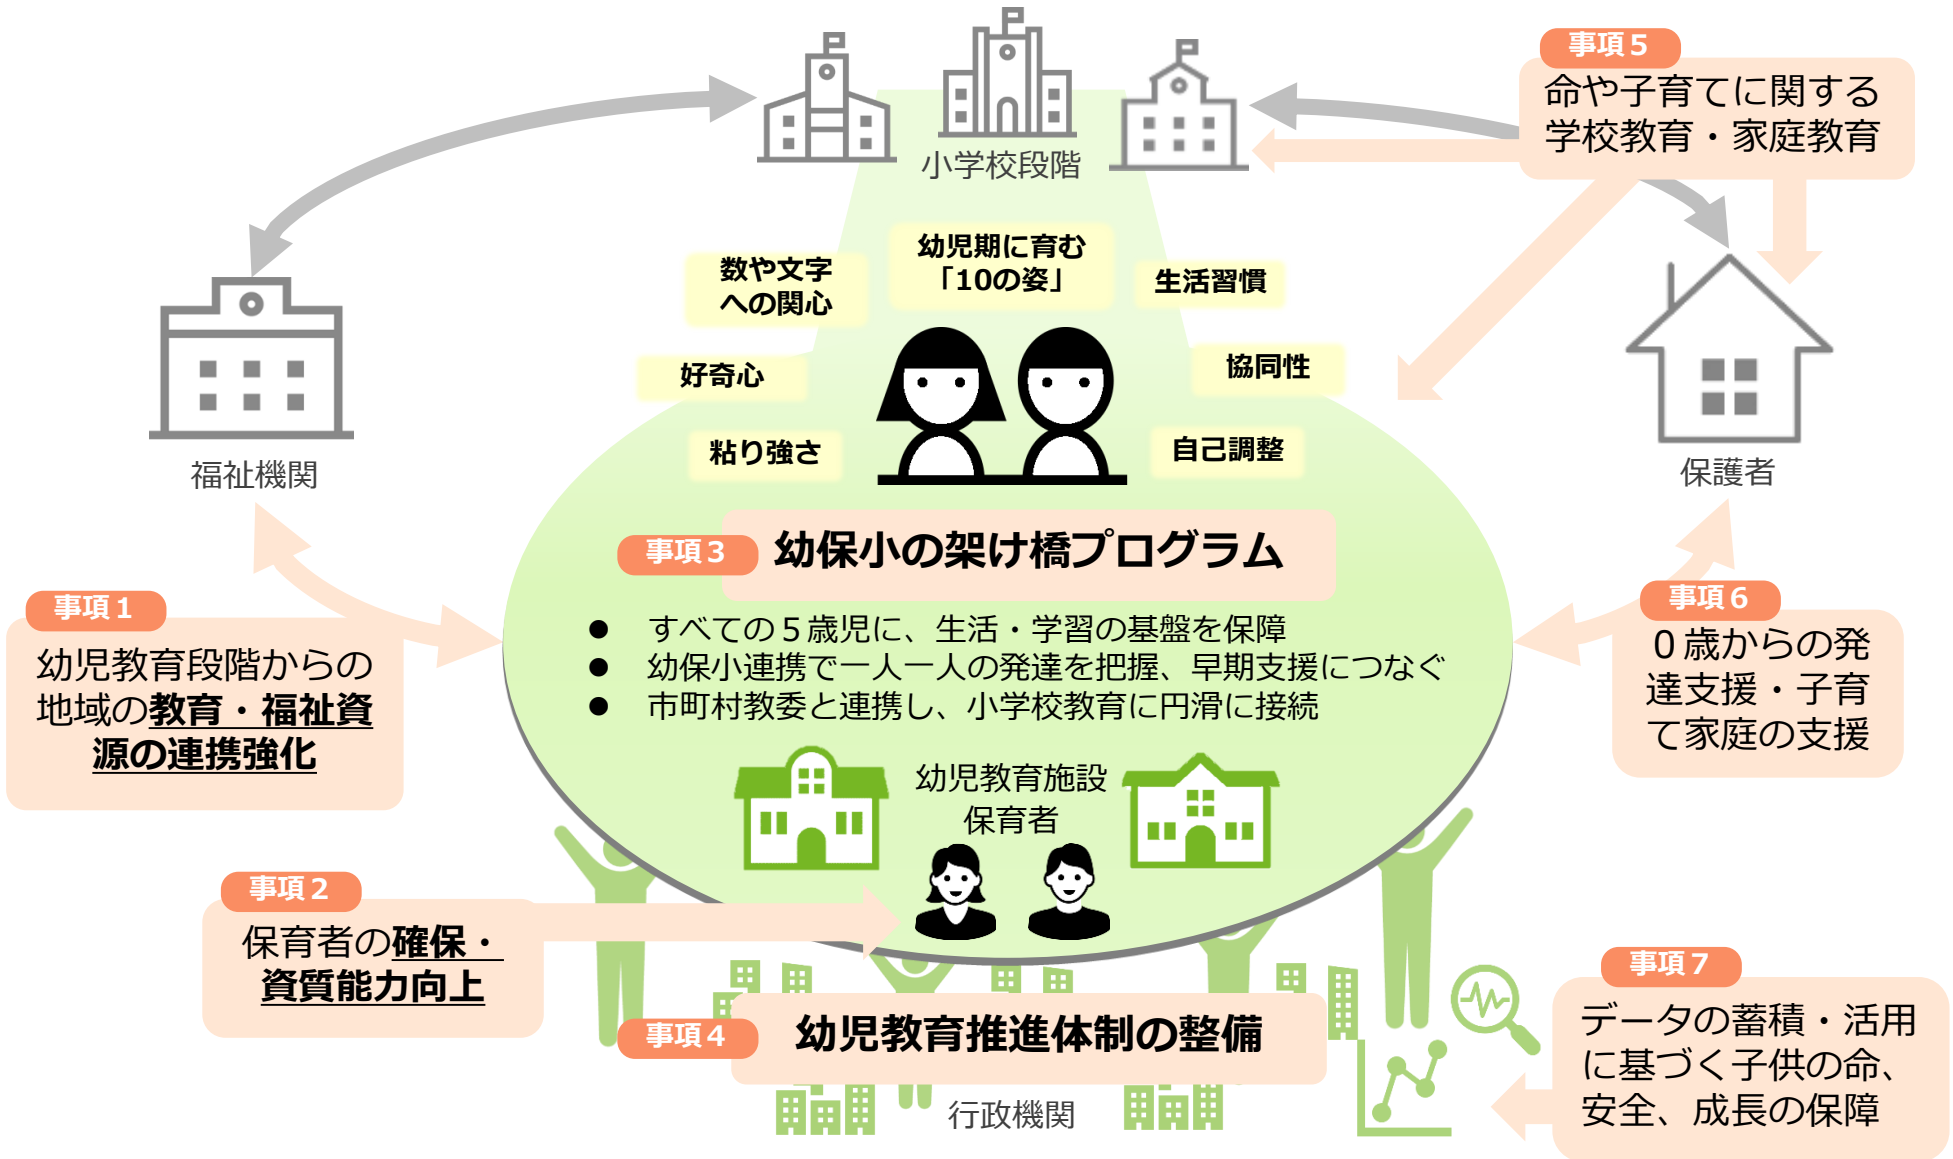 事項５
命や子育てに関する
学校教育・家庭教育
小学校段階
幼児期に育む
「10の姿」
数や文字
への関心
生活習慣
好奇心
協同性
粘り強さ
自己調整
福祉機関
保護者
事項３
幼保小の架け橋プログラム
● すべての５歳児に、生活・学習の基盤を保障
● 幼保小連携で一人一人の発達を把握、早期支援につなぐ
● 市町村教委と連携し、小学校教育に円滑に接続
事項１
幼児教育段階からの
地域の教育・福祉資
源の連携強化
事項６
０歳からの発
達支援・子育
て家庭の支援
幼児教育施設
保育者
事項２
保育者の確保・
資質能力向上
事項４
幼児教育推進体制の整備
行政機関
事項７
データの蓄積・活用
に基づく子供の命、
安全、成長の保障